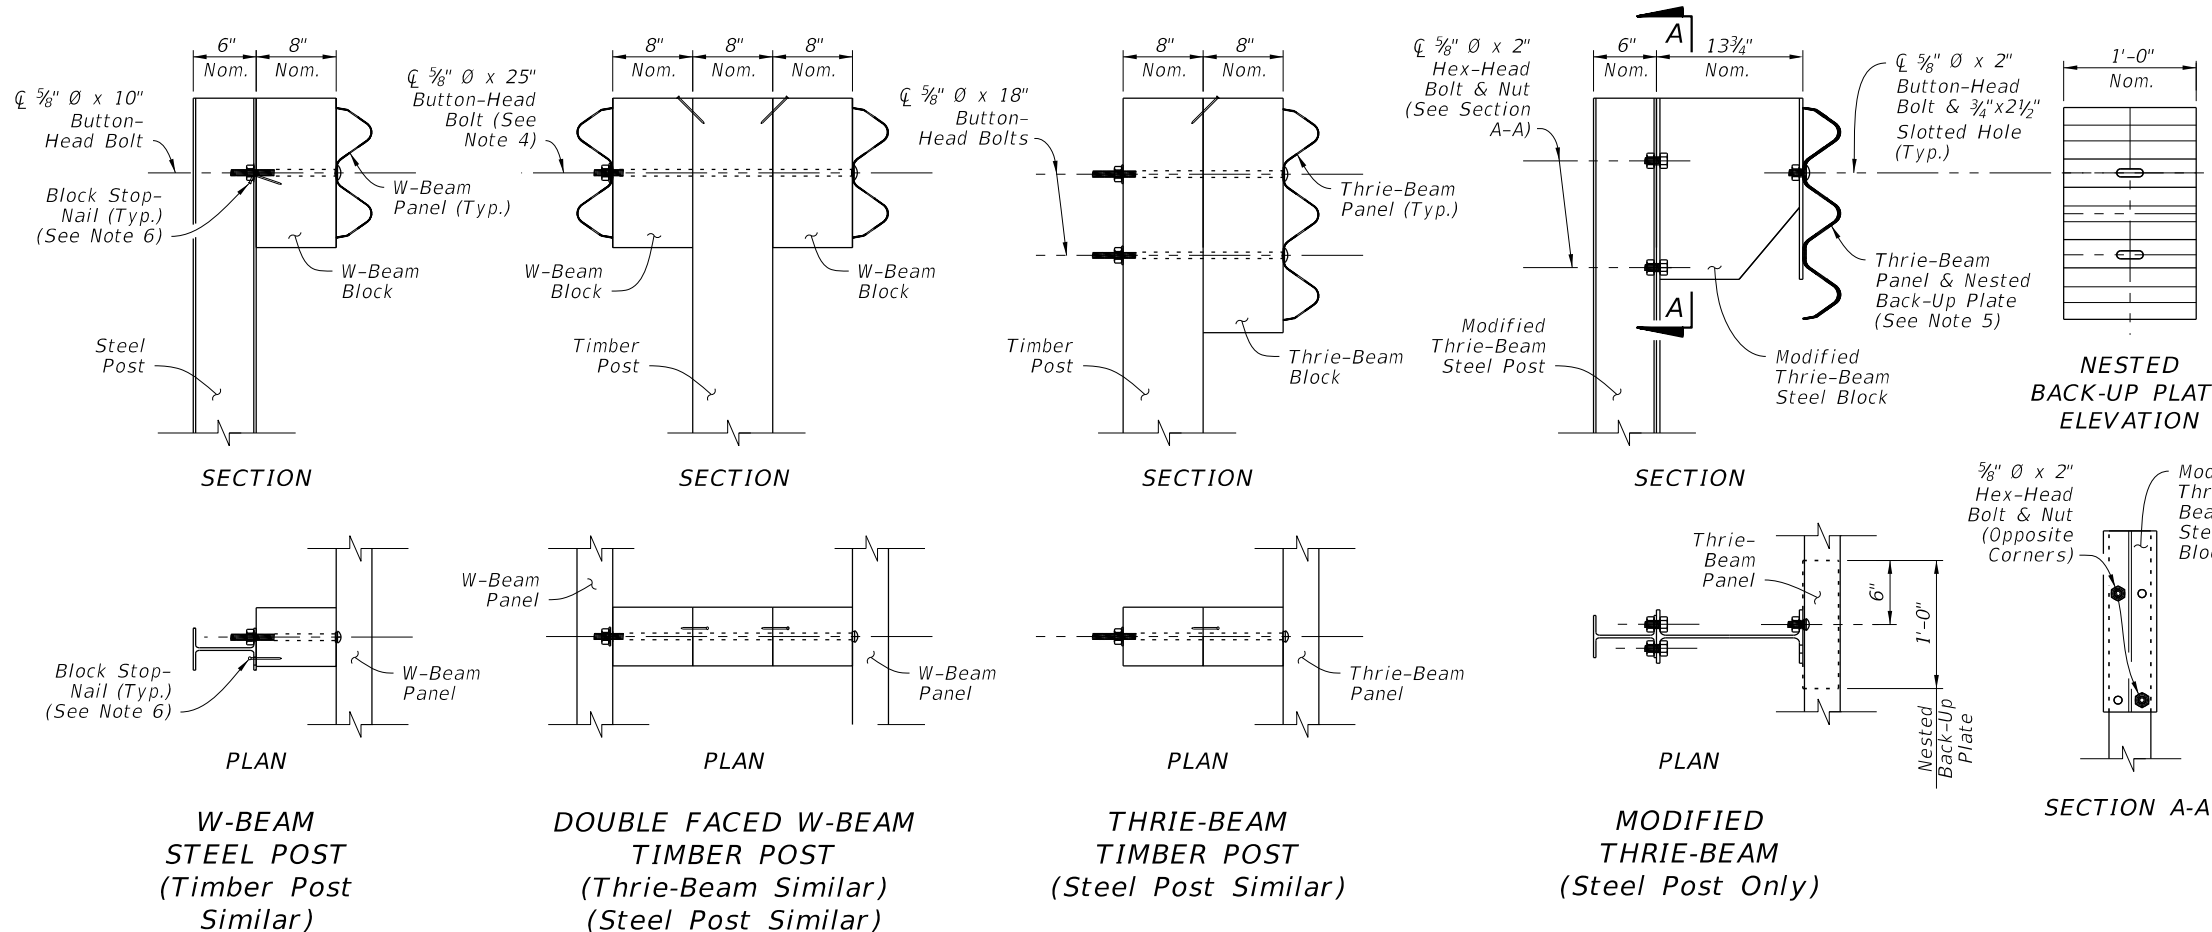 6"
Nom.
8"
Nom.
℄ ⅝" Ø x 10"
Button-
Head Bolt
Block Stop-
Nail (Typ.)
(See Note 6)
W-Beam
Panel (Typ.)
W-Beam
Block
Steel
Post
SECTION
8"
Nom.
8"
Nom.
8"
Nom.
℄ ⅝" Ø x 25"
Button-Head
Bolt (See
Note 4)
W-Beam
Block
W-Beam
Block
Timber
Post
SECTION
8"
Nom.
8"
Nom.
℄ ⅝" Ø x 18"
Button-
Head Bolts
Thrie-Beam
Panel (Typ.)
Timber
Post
Thrie-Beam
Block
SECTION
A
6"
Nom.
13¾"
Nom.
℄ ⅝" Ø x 2"
Hex-Head
Bolt & Nut
(See Section
A-A)
℄ ⅝" Ø x 2"
Button-Head
Bolt & ¾"x2½"
Slotted Hole
(Typ.)
Thrie-Beam
Panel & Nested
Back-Up Plate
(See Note 5)
A
Modified
Thrie-Beam
Steel Post
Modified
Thrie-Beam
Steel Block
SECTION
1'-0"
Nom.
NESTED
BACK-UP PLAT
ELEVATION
Block Stop-
Nail (Typ.)
(See Note 6)
W-Beam
Panel
PLAN
W-BEAM
STEEL POST
(Timber Post
Similar)
W-Beam
Panel
W-Beam
Panel
PLAN
DOUBLE FACED W-BEAM
TIMBER POST
(Thrie-Beam Similar)
(Steel Post Similar)
Thrie-Beam
Panel
PLAN
THRIE-BEAM
TIMBER POST
(Steel Post Similar)
Thrie-
Beam
Panel
6"
1'-0"
Nested
Back-Up
Plate
PLAN
MODIFIED
THRIE-BEAM
(Steel Post Only)
⅝" Ø x 2"
Hex-Head
Bolt & Nut
(Opposite
Corners)
Mod
Thr
Bea
Ste
Bloc
SECTION A-A